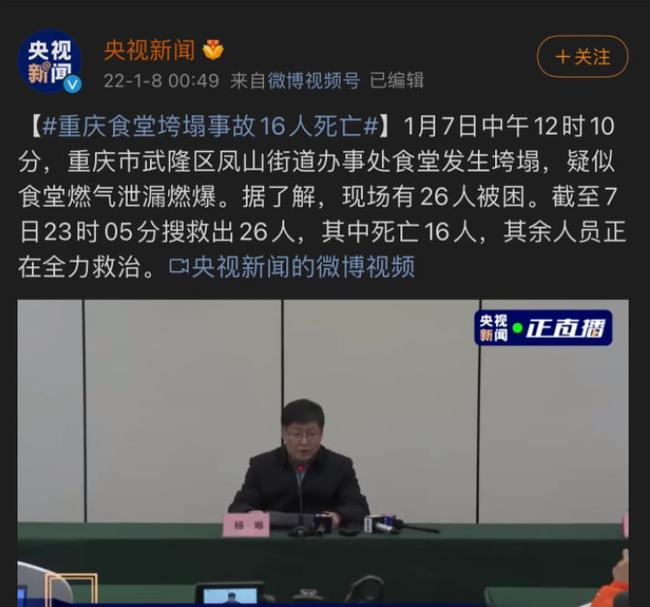 央视
新闻
央视新闻
22-1-8 00:49 来自微博视频号 已编辑
+关注
【#重庆食堂垮塌事故16人死亡#】1月7日中午12时10
分，重庆市武隆区凤山街道办事处食堂发生垮塌，疑似
食堂燃气泄漏燃爆。据了解，现场有26人被困。截至7
日23时05分搜救出26人，其中死亡16人，其余人员正
在全力救治。央视新闻的微博视频
央视
新闻
正直播
杨琳